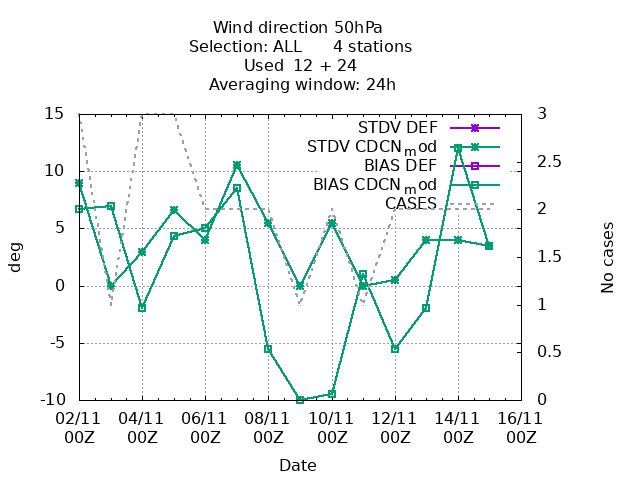 Wind direction 50hPa
Selection: ALL 4 stations
Used 12 + 24
Averaging window: 24h
15
10
5
0
-5
-10
deg
3
2.5
2
1.5
1
0.5
0
No cases
STDV DEF
STDV CDCN_mod
BIAS DEF
BIAS CDCN_mod
CASES
02/11 04/11 06/11 08/11 10/11 12/11 14/11 16/11
00Z 00Z 00Z 00Z 00Z 00Z 00Z 00Z
Date